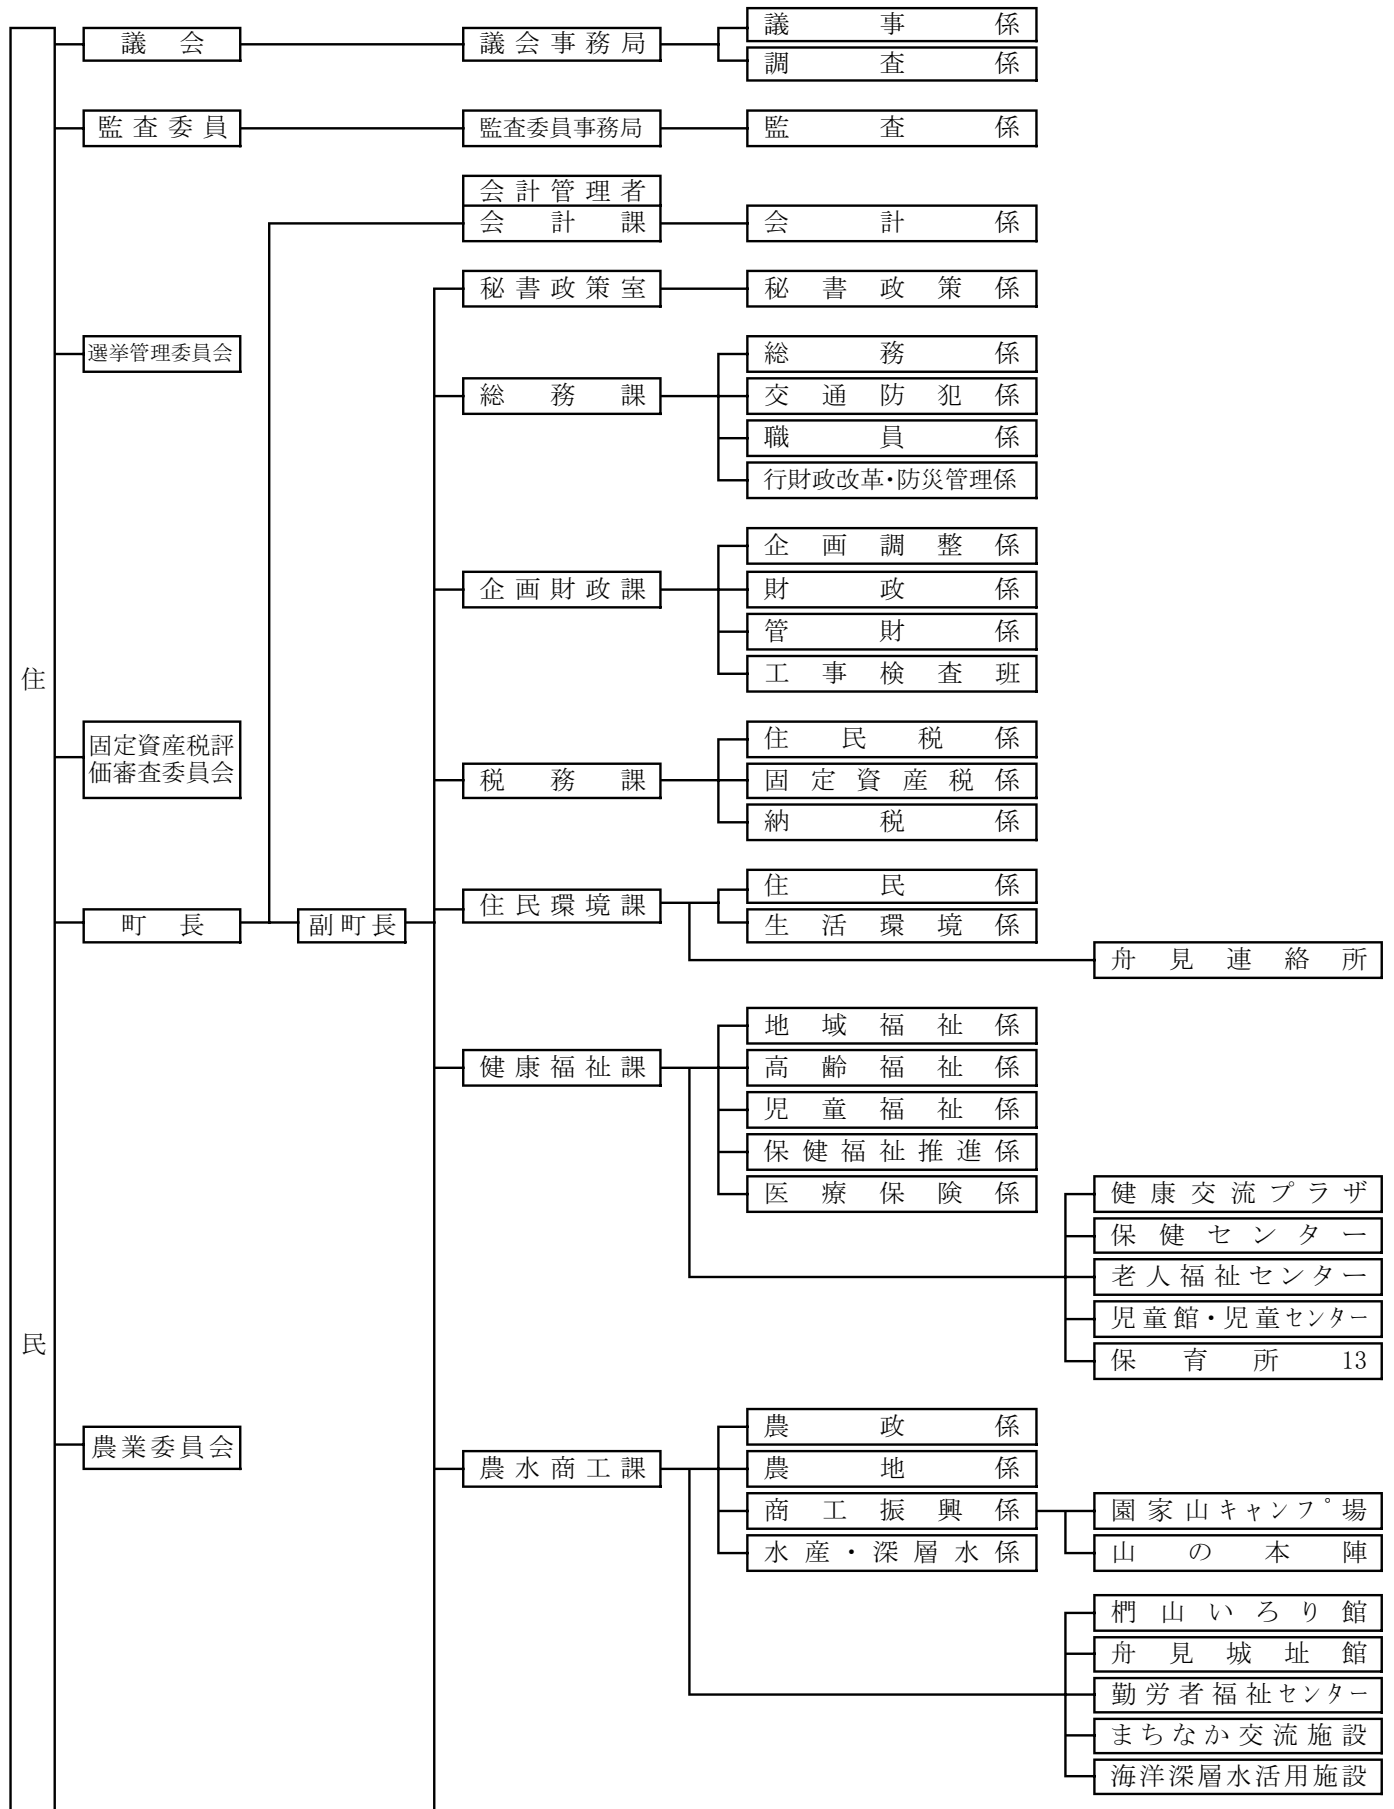 住民
議会
議会事務局
議事係
調査係
監査委員
監査委員事務局
監査係
会計管理者
会計課
会計係
秘書政策室
秘書政策係
選挙管理委員会
総務課
総務係
交通防犯係
職員係
行財政改革・防災管理係
企画財政課
企画調整係
財政係
管財係
工事検査班
固定資産税評
価審査委員会
税務課
住民税係
固定資産税係
納税係
町長
副町長
住民環境課
住民係
生活環境係
舟見連絡所
健康福祉課
地域福祉係
高齢福祉係
児童福祉係
保健福祉推進係
医療保険係
健康交流プラザ
保健センター
老人福祉センター
児童館・児童センター
保育所 13
農業委員会
農水商工課
農政係
農地係
商工振興係
水産・深層水係
園家山キャンプ場
山の本陣
椚山いろり館
舟見城址館
勤労者福祉センター
まちなか交流施設
海洋深層水活用施設